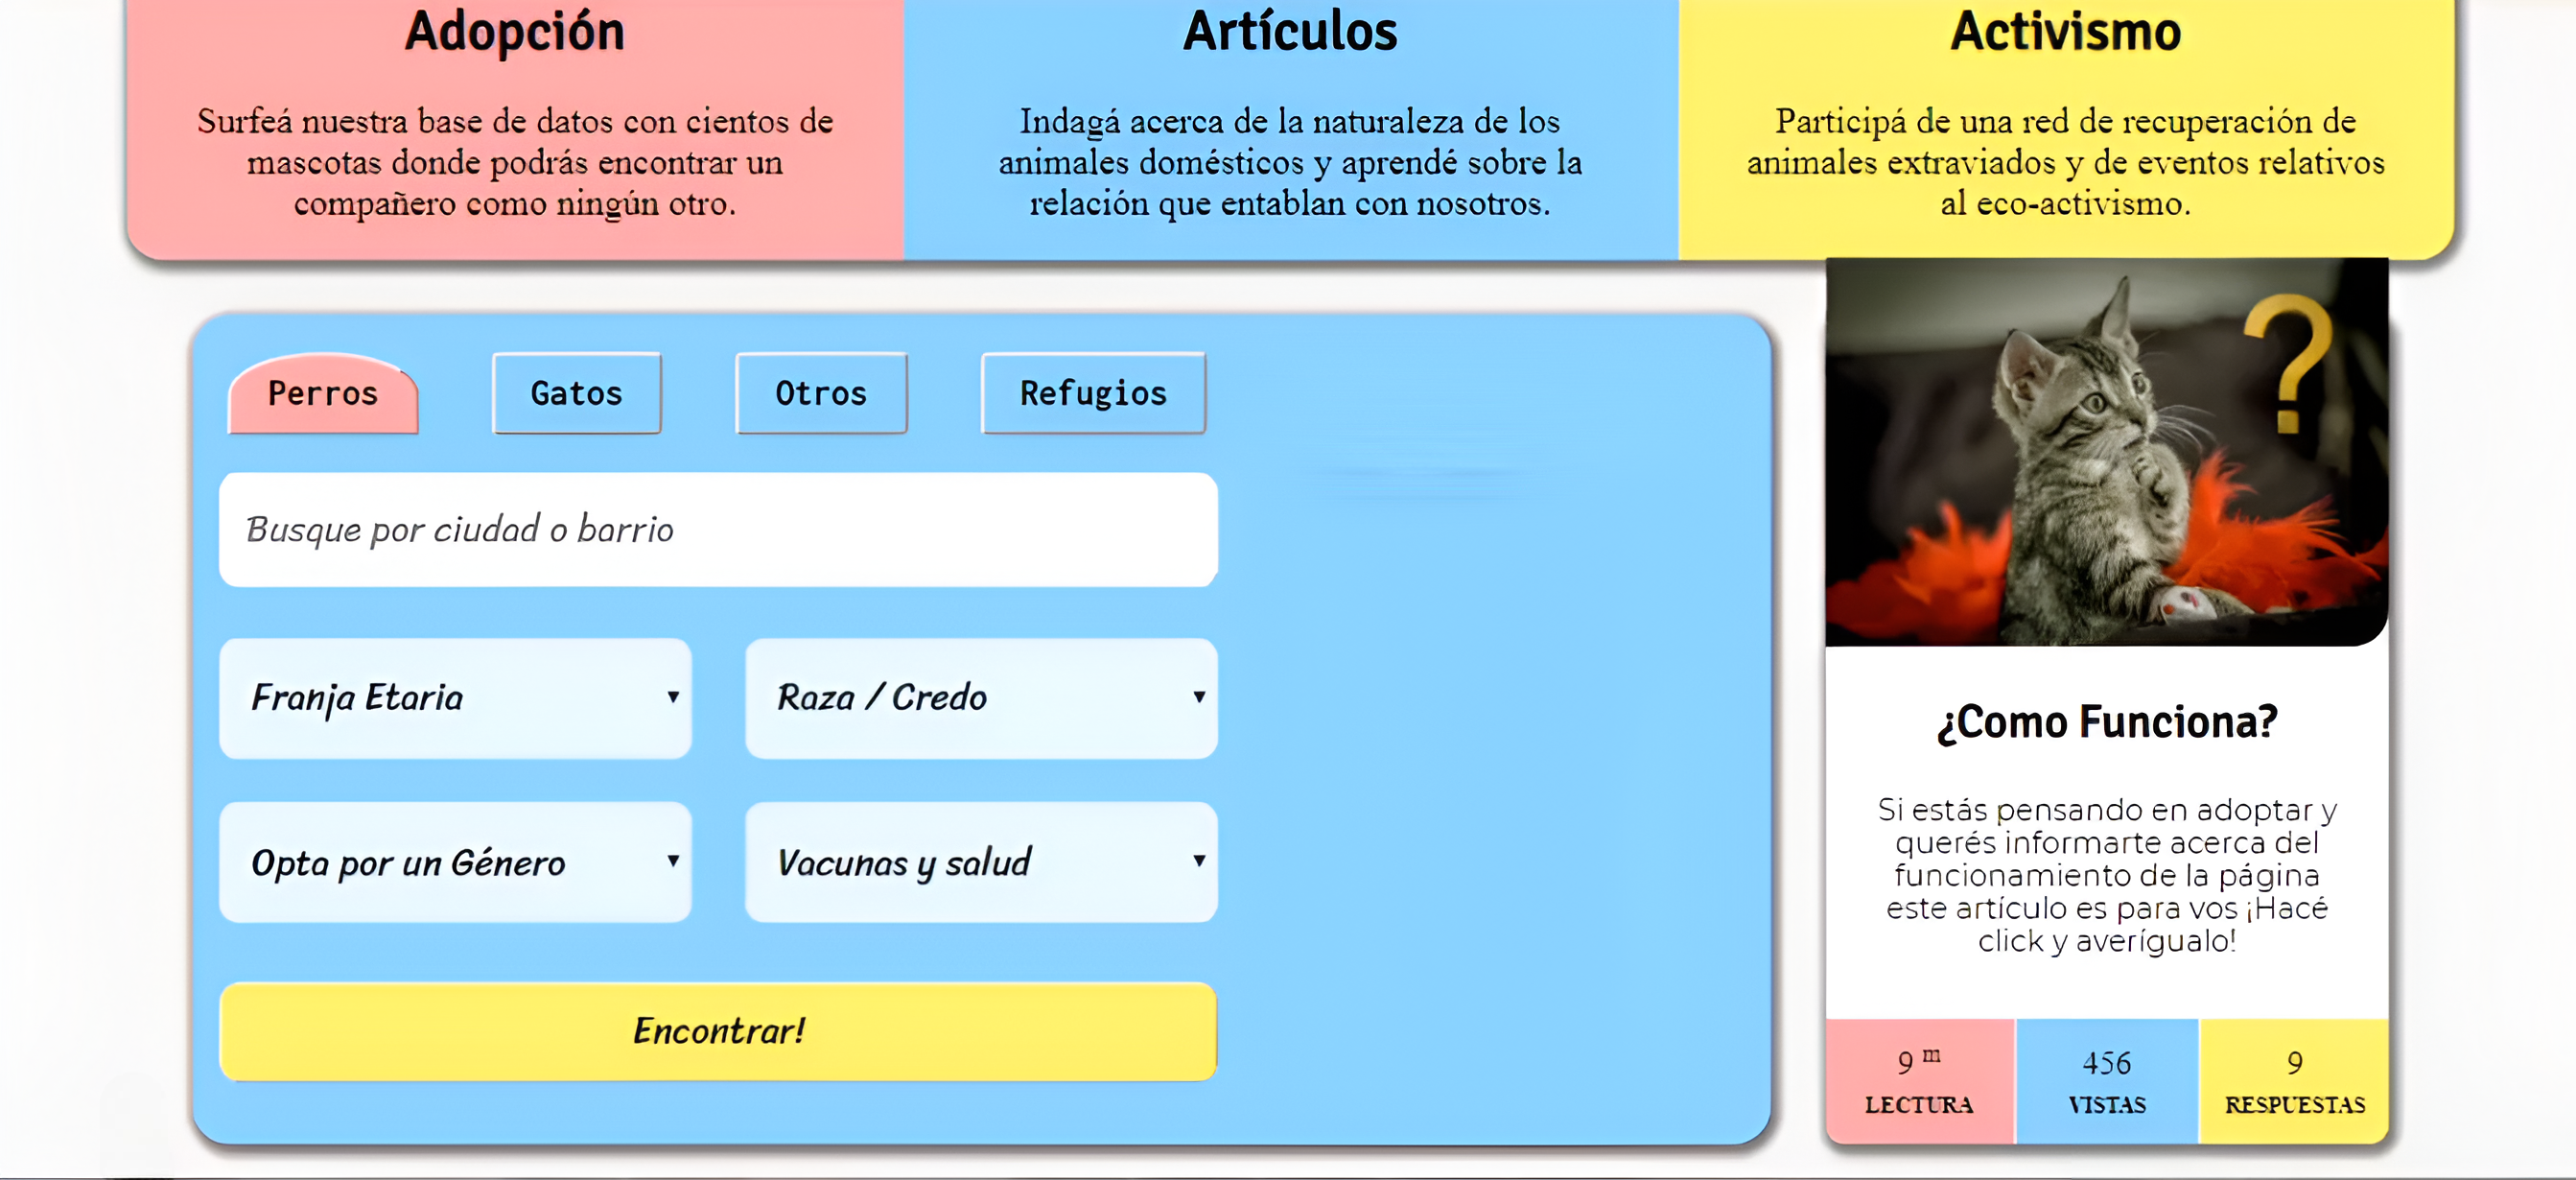 Adopción
Surfeá nuestra base de datos con cientos de
mascotas donde podrás encontrar un
compañero como ningún otro.
Artículos
Indagá acerca de la naturaleza de los
animales domésticos y aprendé sobre la
relación que entablan con nosotros.
Activismo
Participá de una red de recuperación de
animales extraviados y de eventos relativos
al eco-activismo.
Perros
Gatos
Otros
Refugios
Busque por ciudad o barrio
Franja Etaria
Raza / Credo
Opta por un Género
Vacunas y salud
Encontrar!
?
¿Como Funciona?
Si estás pensando en adoptar y
querés informarte acerca del
funcionamiento de la página
este artículo es para vos ¡Hacé
click y averígualo!
9 m
LECTURA
456
VISTAS
9
RESPUESTAS